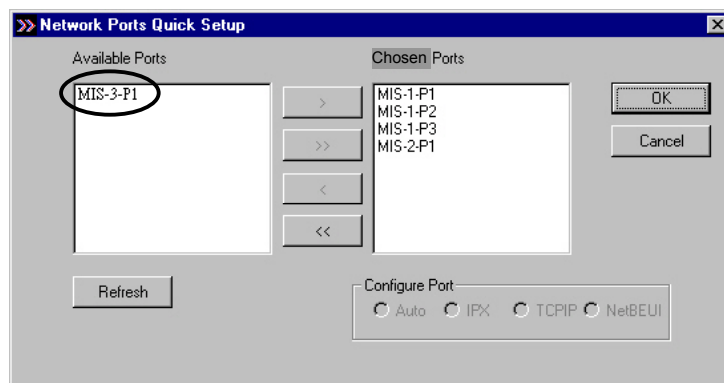 Network Ports Quick Setup
Available Ports
Chosen Ports
MIS-3-P1
>
>>
<
<<
MIS-1-P1
MIS-1-P2
MIS-1-P3
MIS-2-P1
OK
Cancel
Refresh
Configure Port
Auto IPX TCPIP NetBEUI